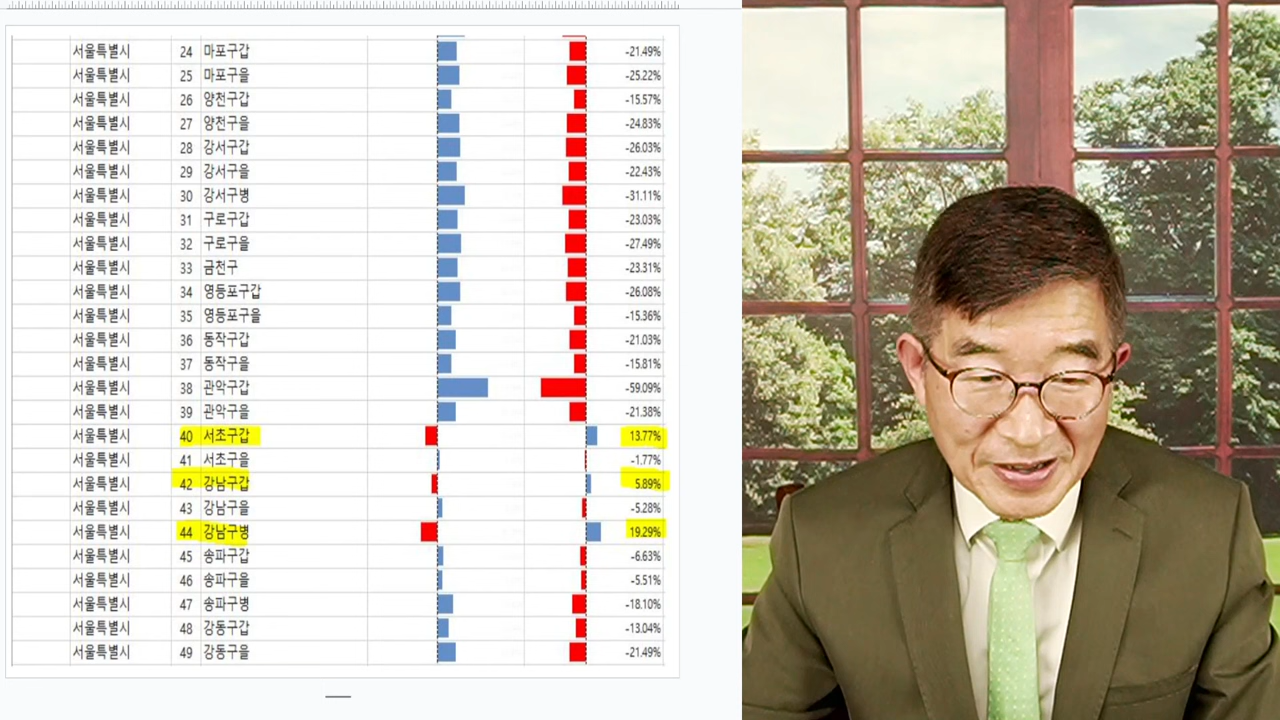 서울특별시 24 마포구갑 -21.49%
서울특별시 25 마포구을 -25.22%
서울특별시 26 양천구갑 -15.57%
서울특별시 27 양천구을 -24.83%
서울특별시 28 강서구갑 -26.03%
서울특별시 29 강서구을 -22.43%
서울특별시 30 강서구병 -31.11%
서울특별시 31 구로구갑 -23.03%
서울특별시 32 구로구을 -27.49%
서울특별시 33 금천구 -23.31%
서울특별시 34 영등포구갑 -26.08%
서울특별시 35 영등포구을 -15.36%
서울특별시 36 동작구갑 -21.03%
서울특별시 37 동작구을 -15.81%
서울특별시 38 관악구갑 -59.09%
서울특별시 39 관악구을 -21.38%
서울특별시 40 서초구갑 13.77%
서울특별시 41 서초구을 -1.77%
서울특별시 42 강남구갑 5.89%
서울특별시 43 강남구을 -5.28%
서울특별시 44 강남구병 19.29%
서울특별시 45 송파구갑 -6.63%
서울특별시 46 송파구을 -5.51%
서울특별시 47 송파구병 -18.10%
서울특별시 48 강동구갑 -13.04%
서울특별시 49 강동구을 -21.49%